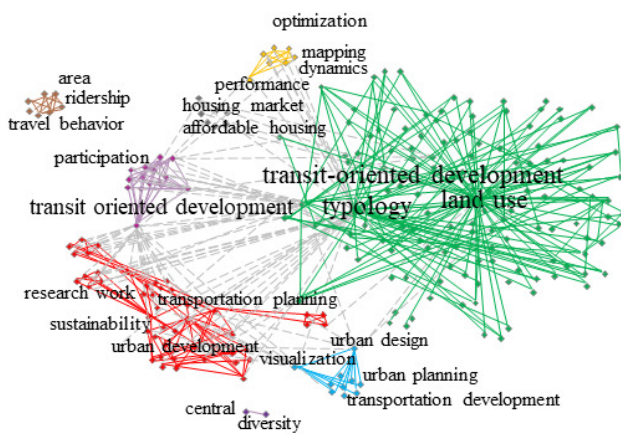 optimization
mapping
dynamics
performance
area
ridership
travel behavior
housing market
affordable housing
participation
transit-oriented development
transit oriented development
typology
land use
research work
transportation planning
sustainability
urban development
urban design
visualization
urban planning
transportation development
central
diversity